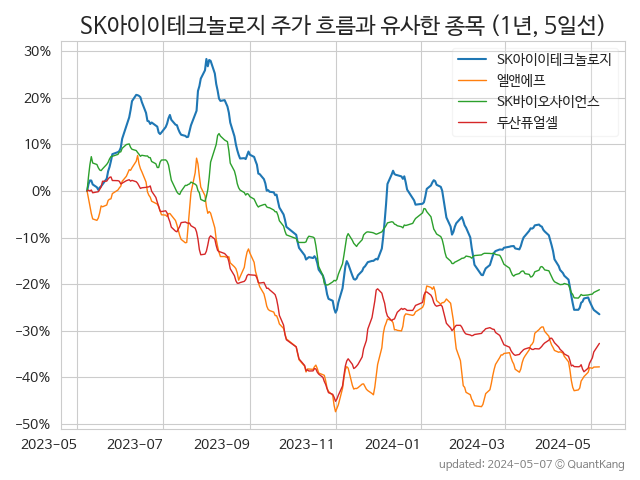 SK아이이테크놀로지 주가 흐름과 유사한 종목 (1년, 5일선)
30%
20%
10%
0%
−10%
−20%
−30%
−40%
−50%
SK아이이테크놀로지
엘앤에프
SK바이오사이언스
두산퓨얼셀
2023-05
2023-07
2023-09
2023-11
2024-01
2024-03
2024-05
updated: 2024-05-07 © QuantKang